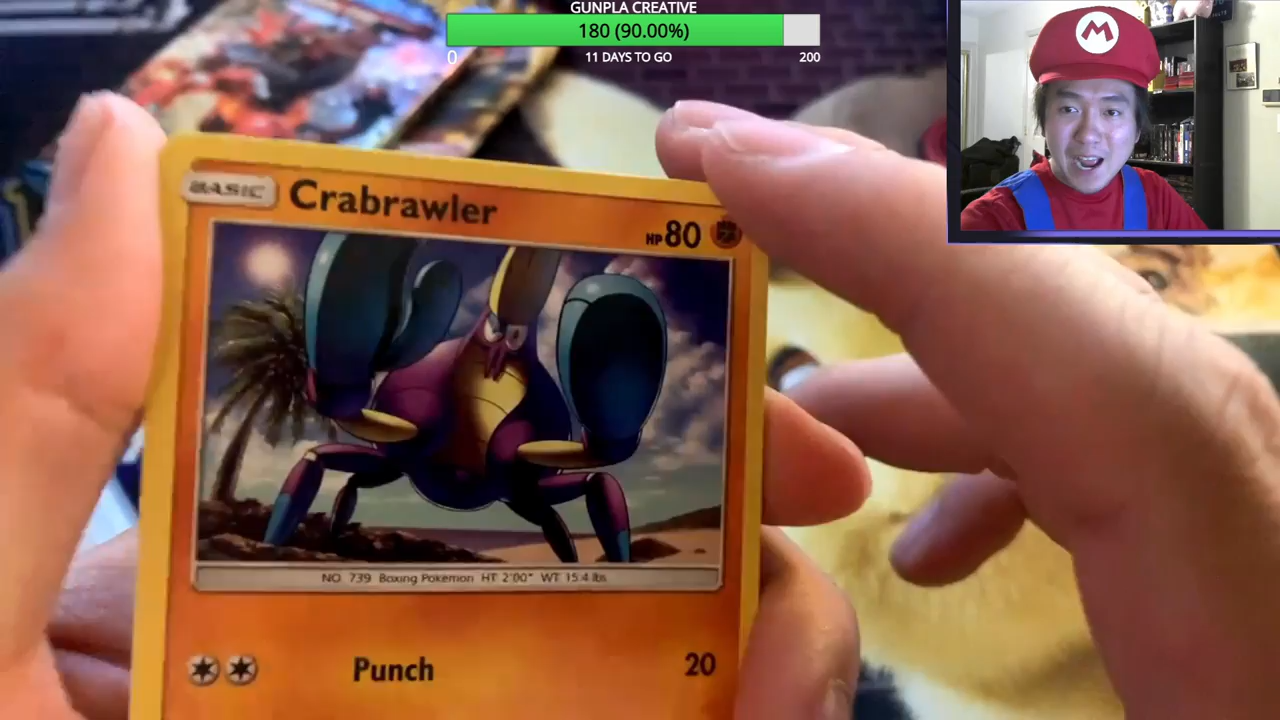 GUNPLA CREATIVE
180 (90.00%)
0
11 DAYS TO GO
200
M
BASIC
Crabrawler
HP 80
NO. 739 Boxing Pokémon HT 2'00" WT 15.4 lbs
Punch
20